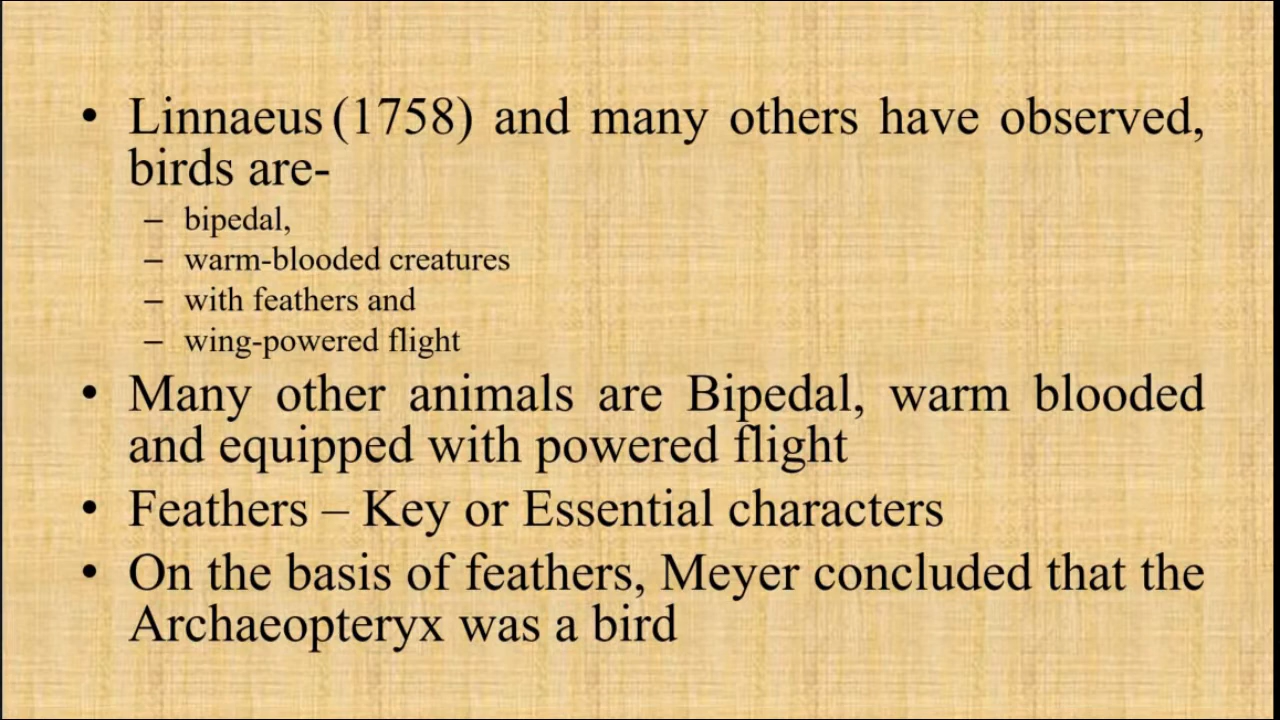 • Linnaeus (1758) and many others have observed,
birds are-
– bipedal,
– warm-blooded creatures
– with feathers and
– wing-powered flight
• Many other animals are Bipedal, warm blooded
and equipped with powered flight
• Feathers – Key or Essential characters
• On the basis of feathers, Meyer concluded that the
Archaeopteryx was a bird